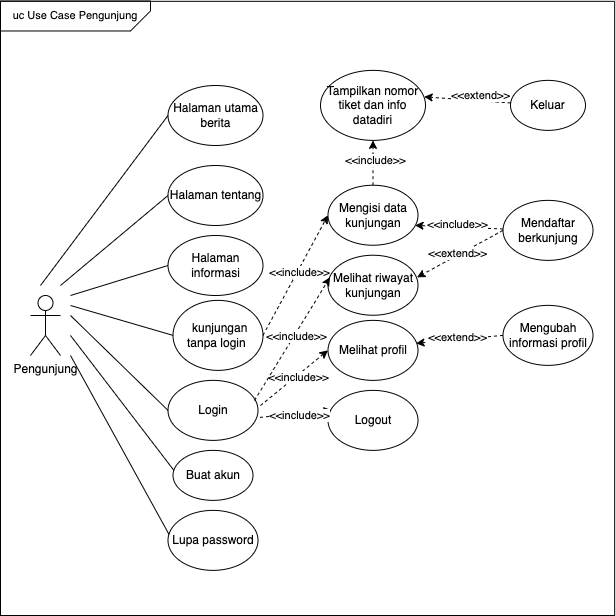 uc Use Case Pengunjung
Halaman utama
berita
Halaman tentang
Halaman
informasi
kunjungan
tanpa login
Login
Buat akun
Lupa password
Pengunjung
Tampilkan nomor
tiket dan info
datadiri
<<extend>>
Keluar
<<include>>
Mengisi data
kunjungan
<<include>>
Mendaftar
berkunjung
<<extend>>
<<include>>
Melihat riwayat
kunjungan
<<include>>
Melihat profil
<<extend>>
Mengubah
informasi profil
<<include>>
<<include>>
Logout